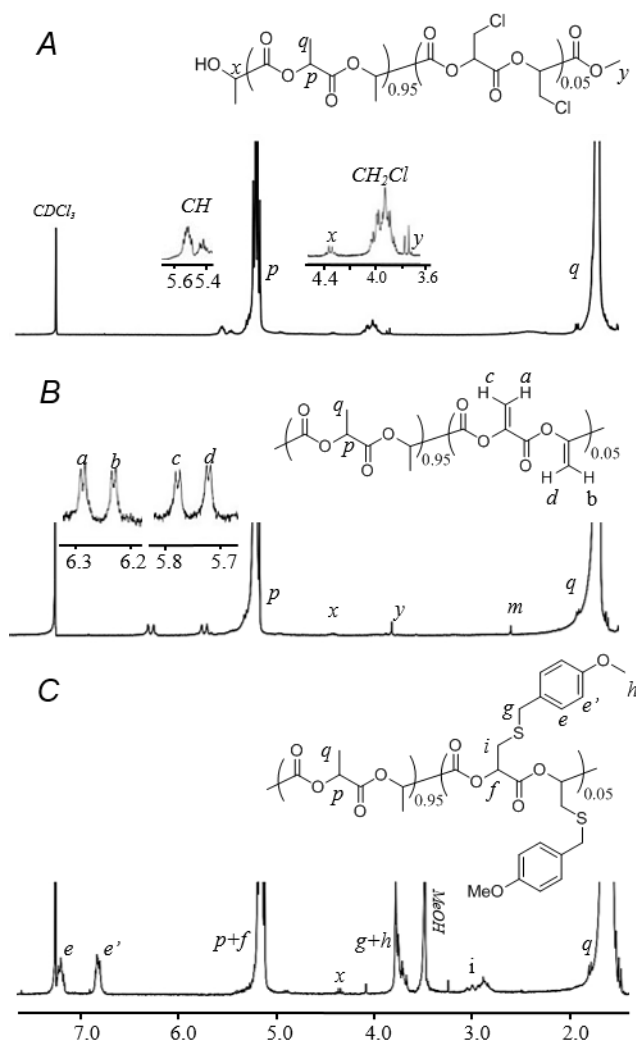 A
HO
x
O
O
q
p
O
O
0.95
O
O
Cl
O
O
Cl
0.05
O
O
y
CDCl3
CH
5.6 5.4
p
CH2Cl
x
y
4.4 4.0 3.6
q
B
O
O
q
p
O
O
0.95
O
O
c a
H H
O
O
0.05
H H
d b
a b c d
6.3 6.2 5.8 5.7
p
x
y
m
q
C
O
O
q
p
O
O
0.95
O
O
f
i
S
g
e
e'
O
h
O
O
0.05
S
MeO
e
e'
p+f
x
g+h
MeOH
i
q
7.0 6.0 5.0 4.0 3.0 2.0